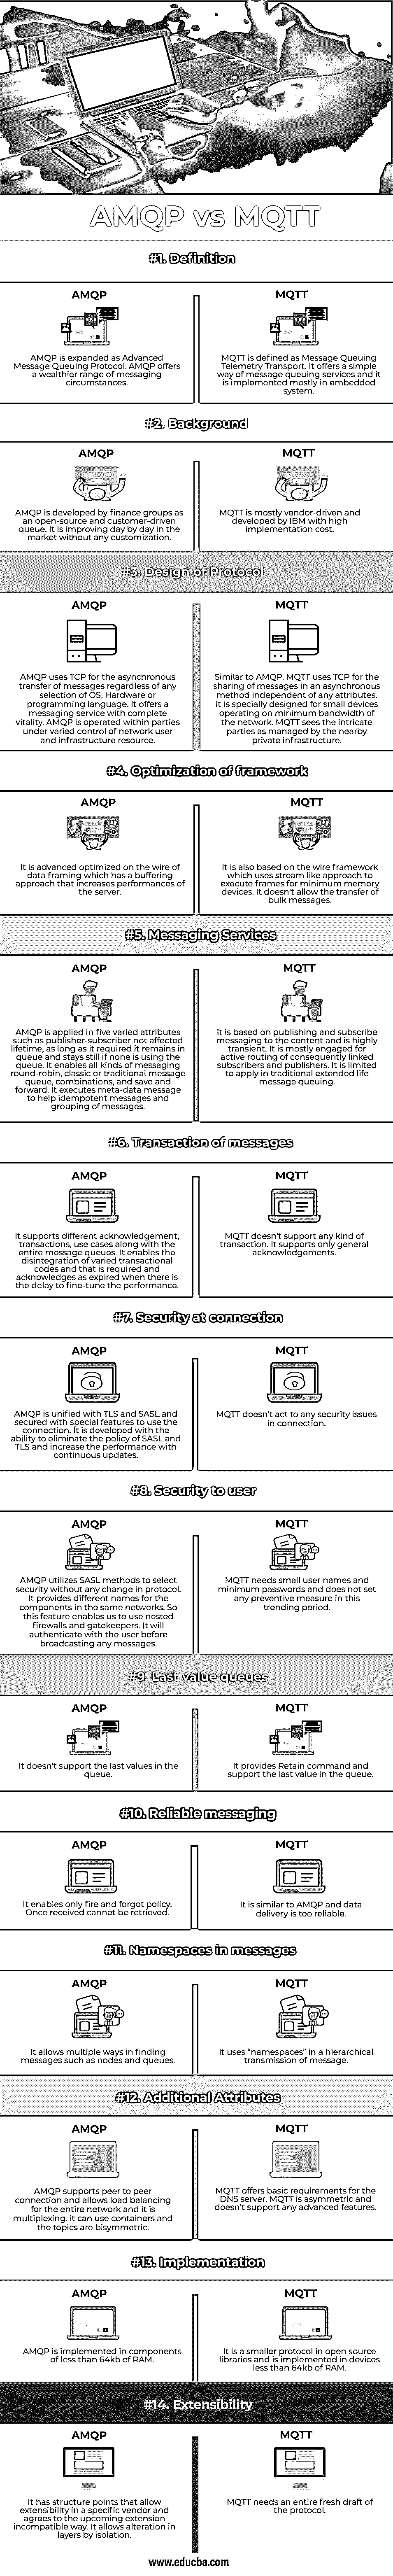 AMQP vs MQTT
#1. Definition
AMQP
AMQP is expanded as Advanced
Message Queuing Protocol. AMQP offers
a wealthier range of messaging
circumstances.
MQTT
MQTT is defined as Message Queuing
Telemetry Transport. It offers a simple
way of message queuing services and it
is implemented mostly in embedded
system.
#2. Background
AMQP
AMQP is developed by finance groups as
an open-source and customer-driven
queue. It is improving day by day in the
market without any customization.
MQTT
MQTT is mostly vendor-driven and
developed by IBM with high
implementation cost.
#3. Design of Protocol
AMQP
AMQP uses TCP for the asynchronous
transfer of messages regardless of any
selection of OS, Hardware or
programming language. It offers a
messaging service with complete
vitality. AMQP is operated within parties
under varied control of network user
and infrastructure resource.
MQTT
Similar to AMQP, MQTT uses TCP for the
sharing of messages in an asynchronous
method independent of any attributes.
It is specially designed for small devices
operating on minimum bandwidth of
the network. MQTT sees the intricate
parties as managed by the nearby
private infrastructure.
#4. Optimization of framework
AMQP
It is advanced optimized on the wire of
data framing which has a buffering
approach that increases performances of
the server.
MQTT
It is also based on the wire framework
which uses stream like approach to
execute frames for minimum memory
devices. It doesn't allow the transfer of
bulk messages.
#5. Messaging Services
AMQP
AMQP is applied in five varied attributes
such as publisher-subscriber not affected
lifetime, as long as it required it remains in
queue and stays still if none is using the
queue. It enables all kinds of messaging
round-robin, classic or traditional message
queue, combinations, and save and
forward. It executes meta-data message
to help idempotent messages and
grouping of messages.
MQTT
It is based on publishing and subscribe
messaging to the content and is highly
transient. It is mostly engaged for
active routing of consequently linked
subscribers and publishers. It is limited
to apply in traditional extended life
message queuing.
#6. Transaction of messages
AMQP
It supports different acknowledgement,
transactions, use cases along with the
entire message queues. It enables the
disintegration of varied transactional
codes and that is required and
acknowledges as expired when there is
the delay to fine-tune the performance.
MQTT
MQTT doesn't support any kind of
transaction. It supports only general
acknowledgements.
#7. Security at connection
AMQP
AMQP is unified with TLS and SASL and
secured with special features to use the
connection. it is developed with the
ability to eliminate the policy of SASL and
TLS and increase the performance with
continuous updates.
MQTT
MQTT doesn't act to any security issues
in connection.
#8. Security to user
AMQP
AMQP utilizes SASL methods to select
security without any change in protocol.
It provides different names for the
components in the same networks. So
this feature enables us to use nested
firewalls and gatekeepers. It will
authenticate with the user before
broadcasting any messages.
MQTT
MQTT needs small user names and
minimum passwords and does not set
any preventive measure in this
trending period.
#9. Last value queues
AMQP
It doesn't support the last values in the
queue.
MQTT
It provides Retain command and
support the last value in the queue.
#10. Reliable messaging
AMQP
It enables only fire and forgot policy.
Once received cannot be retrieved.
MQTT
It is similar to AMQP and data
delivery is too reliable.
#11. Namespaces in messages
AMQP
It allows multiple ways in finding
messages such as nodes and queues.
MQTT
It uses "namespaces" in a hierarchical
transmission of message.
#12. Additional Attributes
AMQP
AMQP supports peer to peer
connection and allows load balancing
for the entire network and it is
multiplexing. it can use containers and
the topics are bisymmetric.
MQTT
MQTT offers basic requirements for the
DNS server. MQTT is asymmetric and
doesn't support any advanced features.
#13. Implementation
AMQP
AMQP is implemented in components
of less than 64kb of RAM.
MQTT
It is a smaller protocol in open source
libraries and is implemented in devices
less than 64kb of RAM.
#14. Extensibility
AMQP
It has structure points that allow
extensibility in a specific vendor and
agrees to the upcoming extension
incompatible way. It allows alteration in
layers by isolation.
MQTT
MQTT needs an entire fresh draft of
the protocol.
www.educba.com